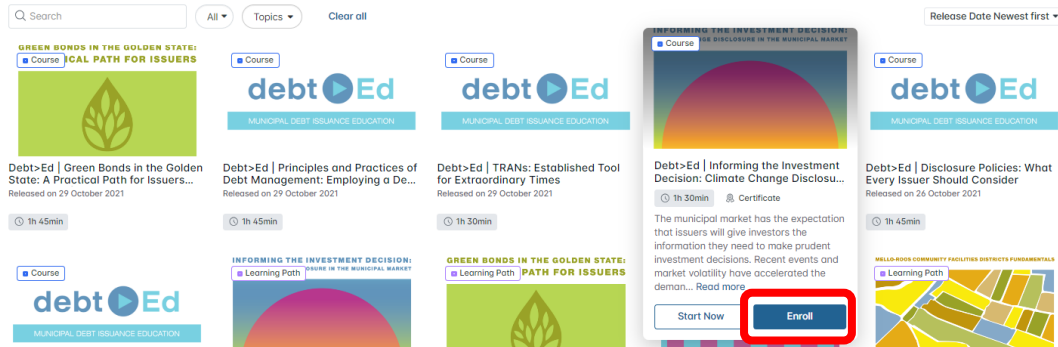 Search
All
Topics
Clear all
Release Date Newest first
GREEN BONDS IN THE GOLDEN STATE:
Course
ICAL PATH FOR ISSUERS
Debt>Ed | Green Bonds in the Golden
State: A Practical Path for Issuers...
Released on 29 October 2021
1h 45min
Course
debt Ed
MUNICIPAL DEBT ISSUANCE EDUCATION
Debt>Ed | Principles and Practices of
Debt Management: Employing a De...
Released on 29 October 2021
1h 45min
Course
debt Ed
MUNICIPAL DEBT ISSUANCE EDUCATION
Debt>Ed | TRANs: Established Tool
for Extraordinary Times
Released on 29 October 2021
1h 30min
INFORMING THE INVESTMENT DECISION:
Course
GE DISCLOSURE IN THE MUNICIPAL MARKET
Debt>Ed | Informing the Investment
Decision: Climate Change Disclosu...
1h 30min
Certificate
The municipal market has the expectation
that issuers will give investors the
information they need to make prudent
investment decisions. Recent events and
market volatility have accelerated the
deman... Read more
Start Now
Enroll
Course
debt Ed
MUNICIPAL DEBT ISSUANCE EDUCATION
Debt>Ed | Disclosure Policies: What
Every Issuer Should Consider
Released on 26 October 2021
1h 45min
Course
debt Ed
MUNICIPAL DEBT ISSUANCE EDUCATION
INFORMING THE INVESTMENT DECISION:
Learning Path
OSURE IN THE MUNICIPAL MARKET
GREEN BONDS IN THE GOLDEN STATE:
Learning Path
PATH FOR ISSUERS
MELLO-ROOS COMMUNITY FACILITIES DISTRICTS FUNDAMENTALS
Learning Path